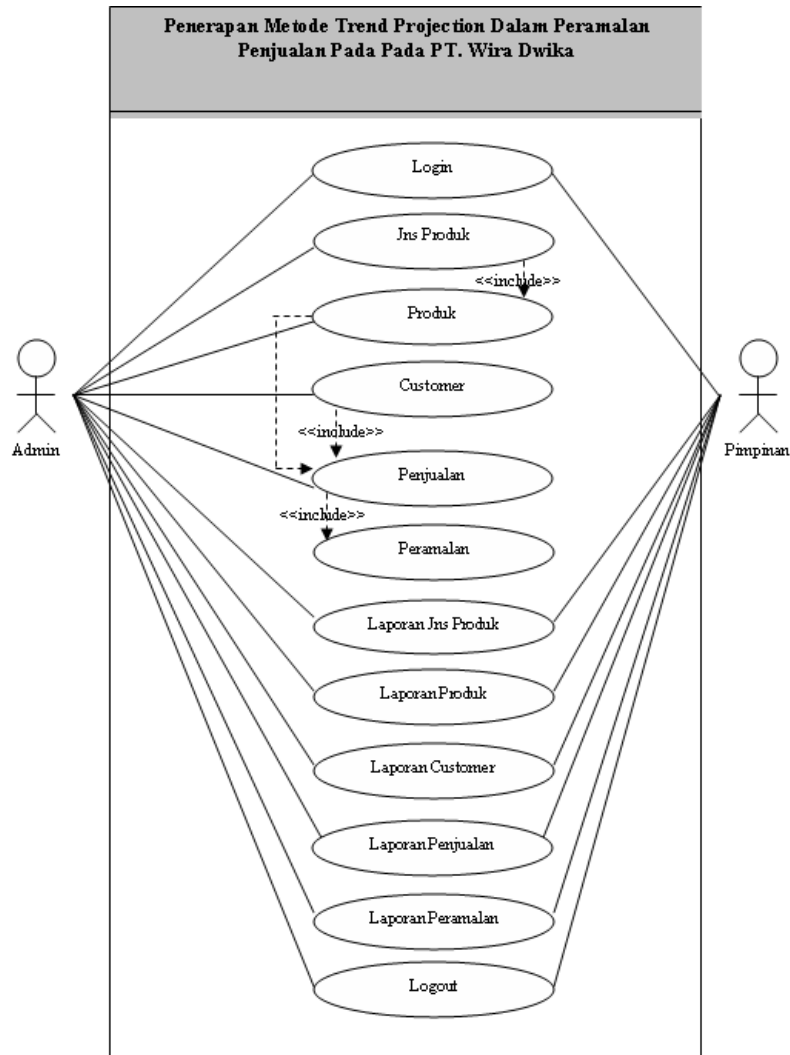 Penerapan Metode Trend Projection Dalam Peramalan
Penjualan Pada Pada PT. Wira Dwika
Login
Jns Produk
<<include>>
Produk
Customer
<<include>>
Admin
Pimpinan
Penjualan
<<include>>
Peramalan
Laporan Jns Produk
Laporan Produk
Laporan Customer
Laporan Penjualan
Laporan Peramalan
Logout